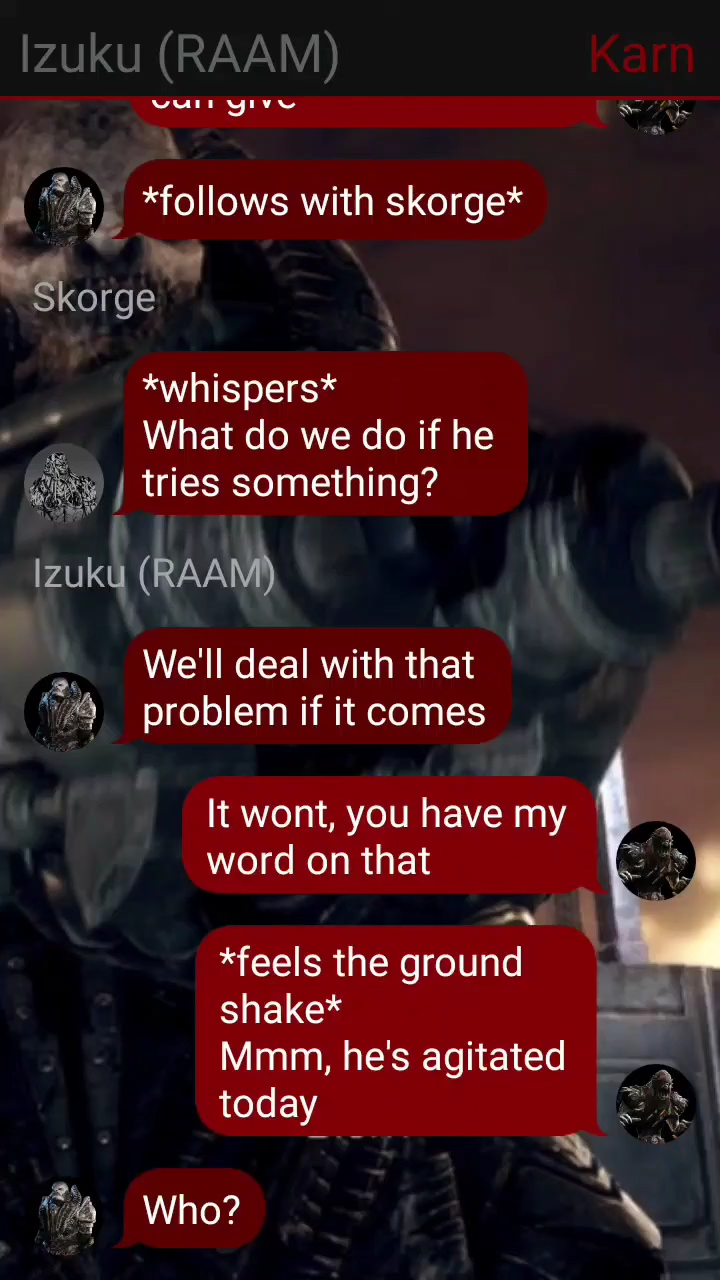 Izuku (RAAM)
Karn
can give
*follows with skorge*
Skorge
*whispers*
What do we do if he
tries something?
Izuku (RAAM)
We'll deal with that
problem if it comes
It wont, you have my
word on that
*feels the ground
shake*
Mmm, he's agitated
today
Who?